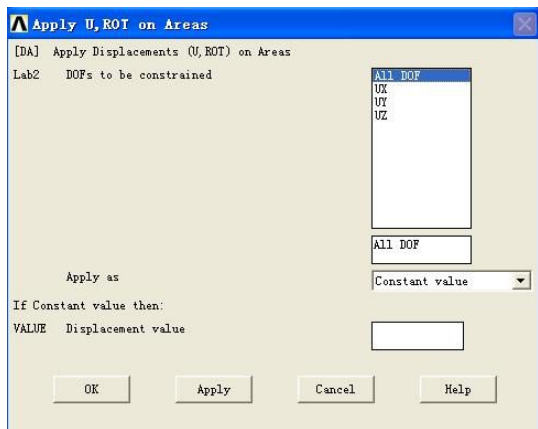 Apply U,ROT on Areas
[DA] Apply Displacements (U,ROT) on Areas
Lab2 DOFs to be constrained
All DOF
UX
UY
UZ
All DOF
Apply as Constant value
If Constant value then:
VALUE Displacement value
OK Apply Cancel Help